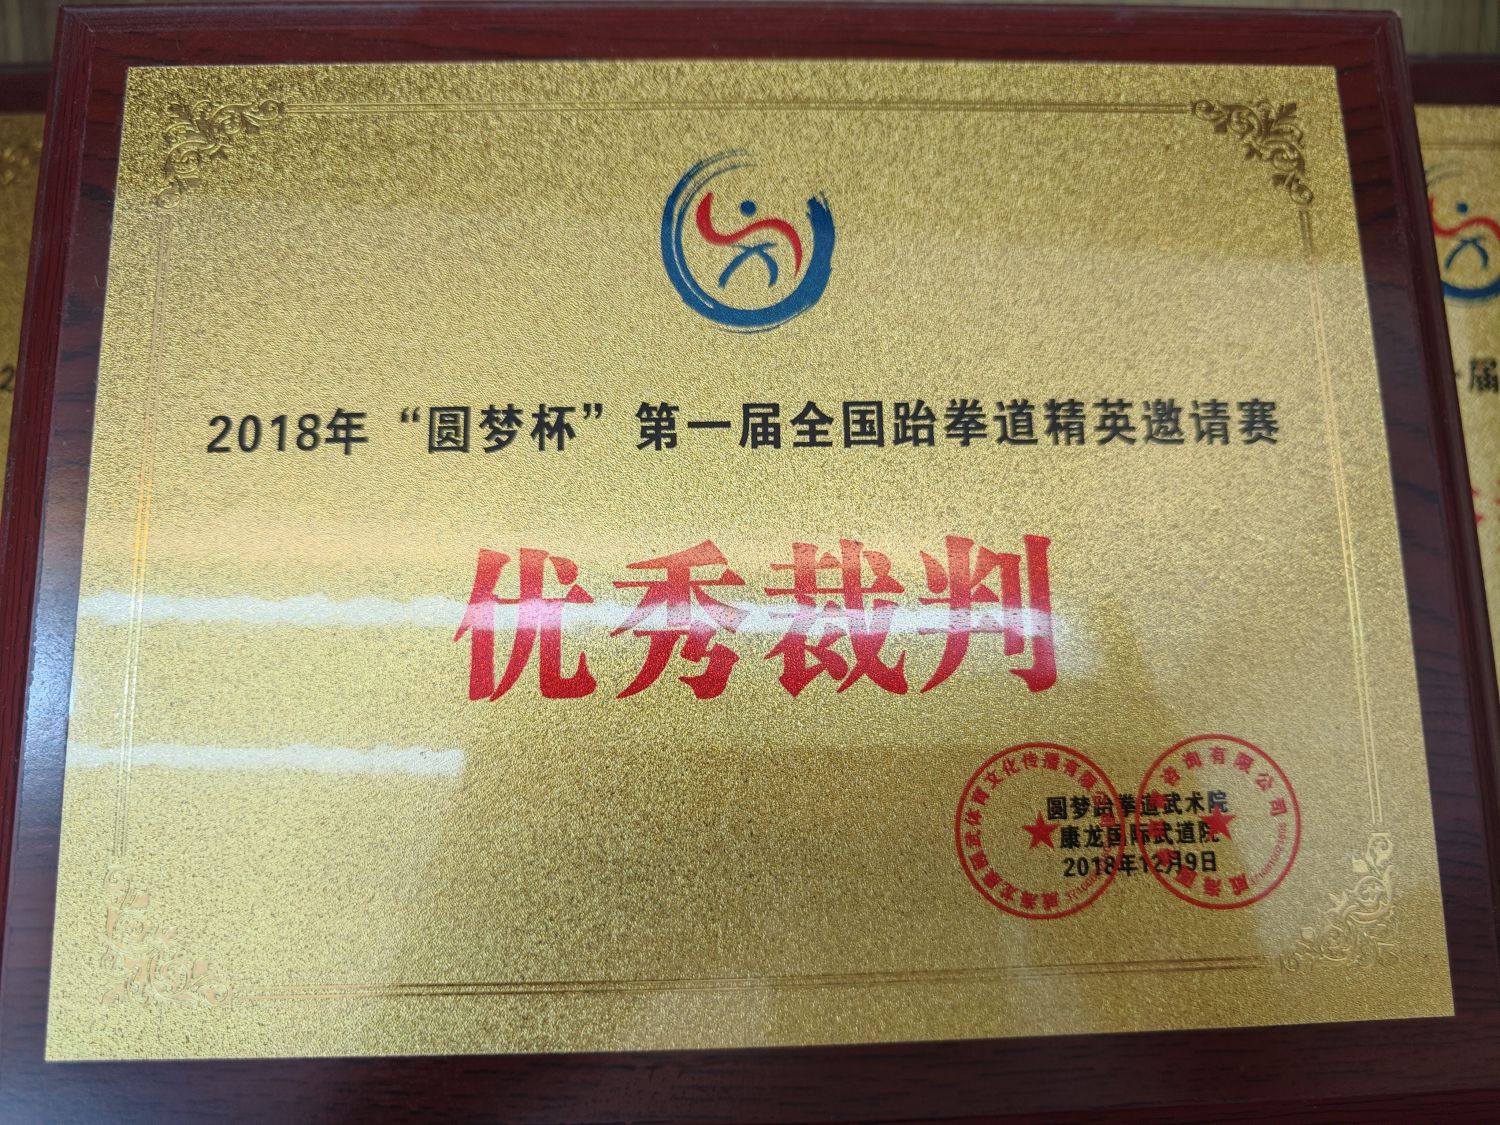 2018年“圆梦杯”第一届全国跆拳道精英邀请赛
优秀裁判
圆梦跆拳道武术院
康龙国际武道院
2018年12月9日
届